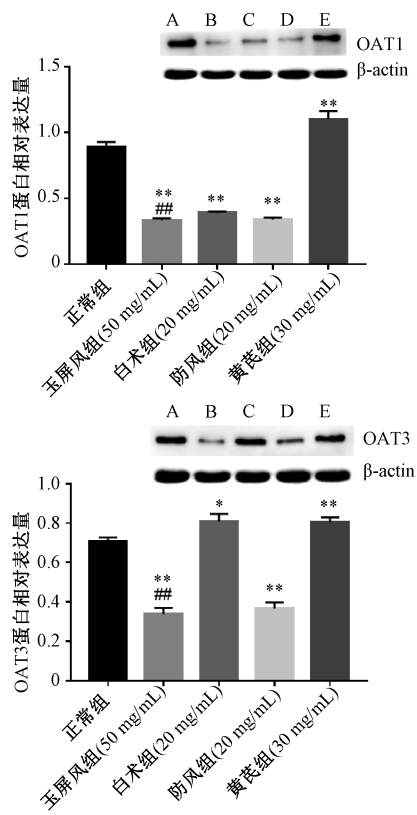 A B C D E
OAT1
β-actin
OAT1蛋白相对表达量
1.5
1.0
0.5
0
**
##
**
**
**
正常组
玉屏风组(50 mg/mL)
白术组(20 mg/mL)
防风组(20 mg/mL)
黄芪组(30 mg/mL)
A B C D E
OAT3
β-actin
OAT3蛋白相对表达量
1.0
0.8
0.6
0.4
0.2
0
**
##
*
**
**
正常组
玉屏风组(50 mg/mL)
白术组(20 mg/mL)
防风组(20 mg/mL)
黄芪组(30 mg/mL)